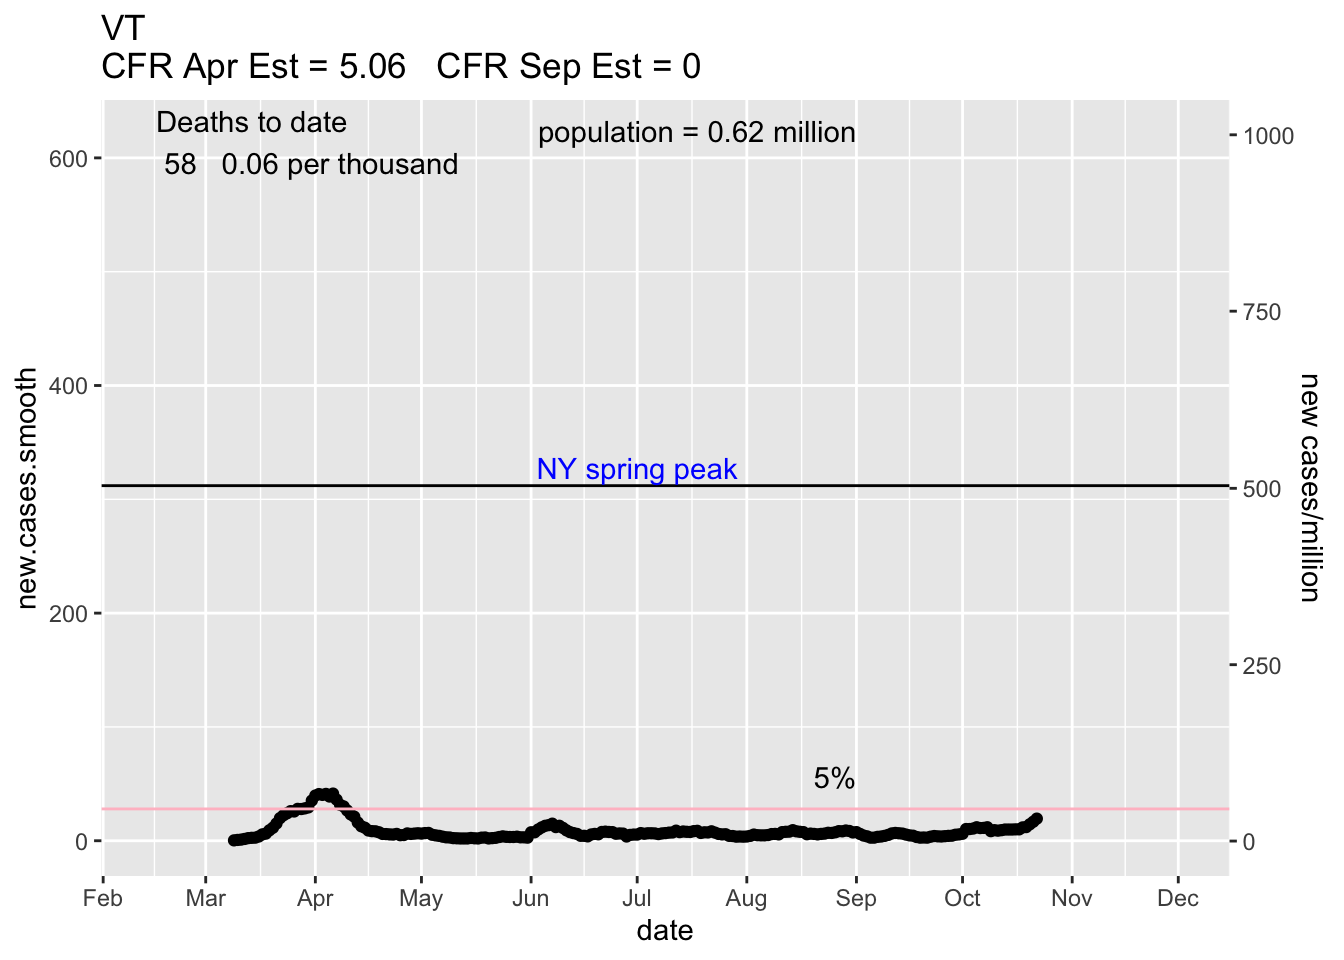 VT
CFR Apr Est = 5.06   CFR Sep Est = 0
Deaths to date
58   0.06 per thousand
population = 0.62 million
NY spring peak
5%
new.cases.smooth
600
400
200
0
1000
750
500
250
0
new cases/million
Feb Mar Apr May Jun Jul Aug Sep Oct Nov Dec
date